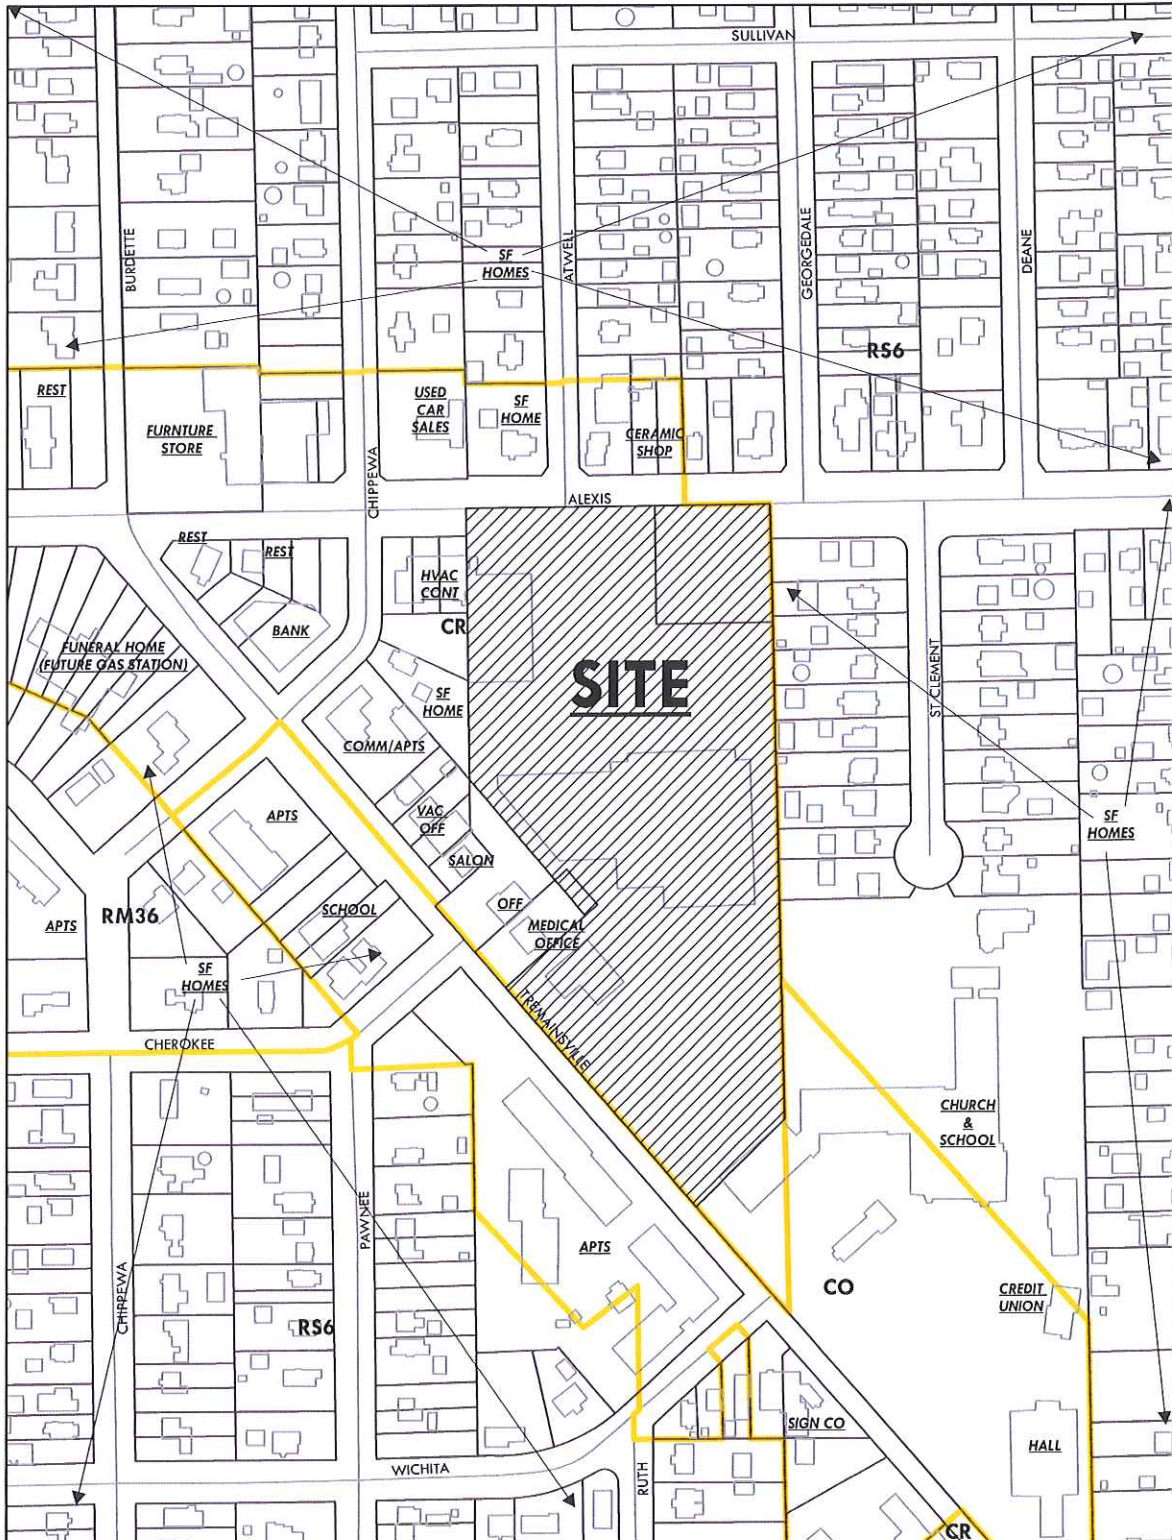 SULLIVAN
BURDETTE
ATWELL
GEORGEDALE
DEANE
SF
HOMES
RS6
REST
FURNTURE
STORE
USED
CAR
SALES
SF
HOME
CERAMIC
SHOP
CHIPPEWA
ALEXIS
REST
REST
HVAC
CONT
BANK
CR
FUNERAL HOME
(FUTURE GAS STATION)
SITE
ST. CLEMENT
SF
HOME
COMM/APTS
APTS
VAC
OFF
SALON
SF
HOMES
OFF
SCHOOL
MEDICAL
OFFICE
RM36
APTS
SF
HOMES
TREMAINSVILLE
CHEROKEE
CHURCH
&
SCHOOL
PAWNEE
APTS
CO
CREDIT
UNION
CHIPPEWA
RS6
SIGN CO
HALL
WICHITA
RUTH
CR